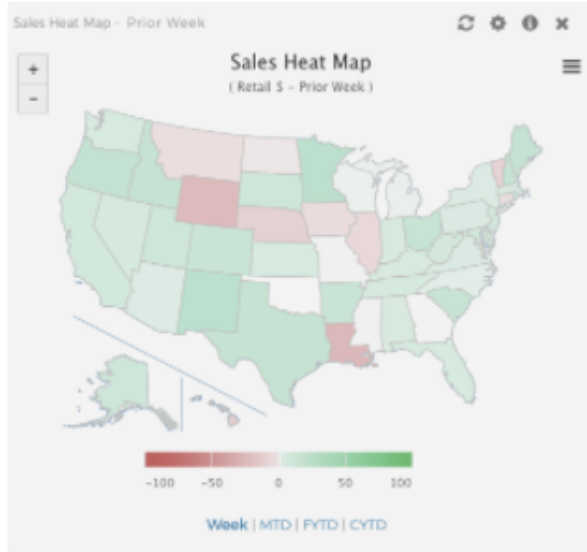 Sales Heat Map - Prior Week
+
Sales Heat Map
( Retail $ - Prior Week )
-
-100 -50 0 50 100
Week | MTD | FYTD | CYTD